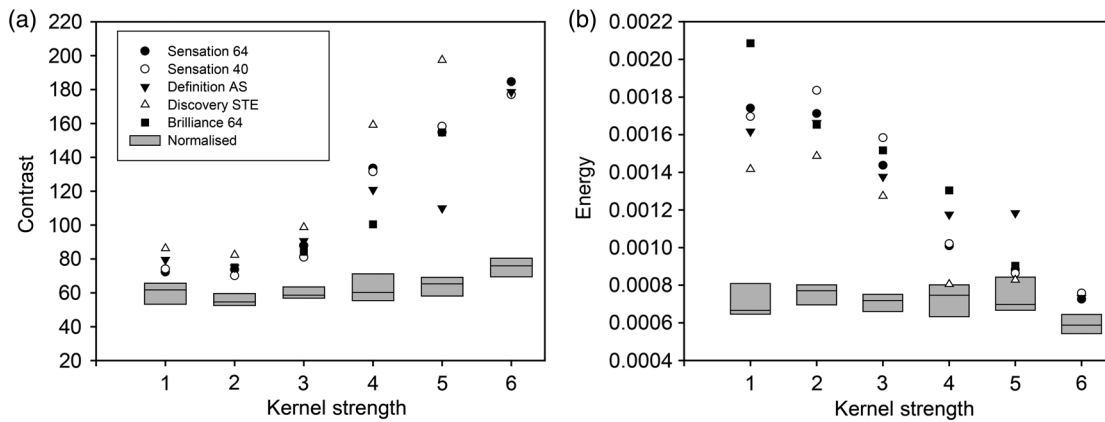 (a)
220
200
180
160
140
120
100
80
60
40
20
Contrast
Sensation 64
Sensation 40
Definition AS
Discovery STE
Brilliance 64
Normalised
1 2 3 4 5 6
Kernel strength
(b)
0.0022
0.0020
0.0018
0.0016
0.0014
0.0012
0.0010
0.0008
0.0006
0.0004
Energy
1 2 3 4 5 6
Kernel strength